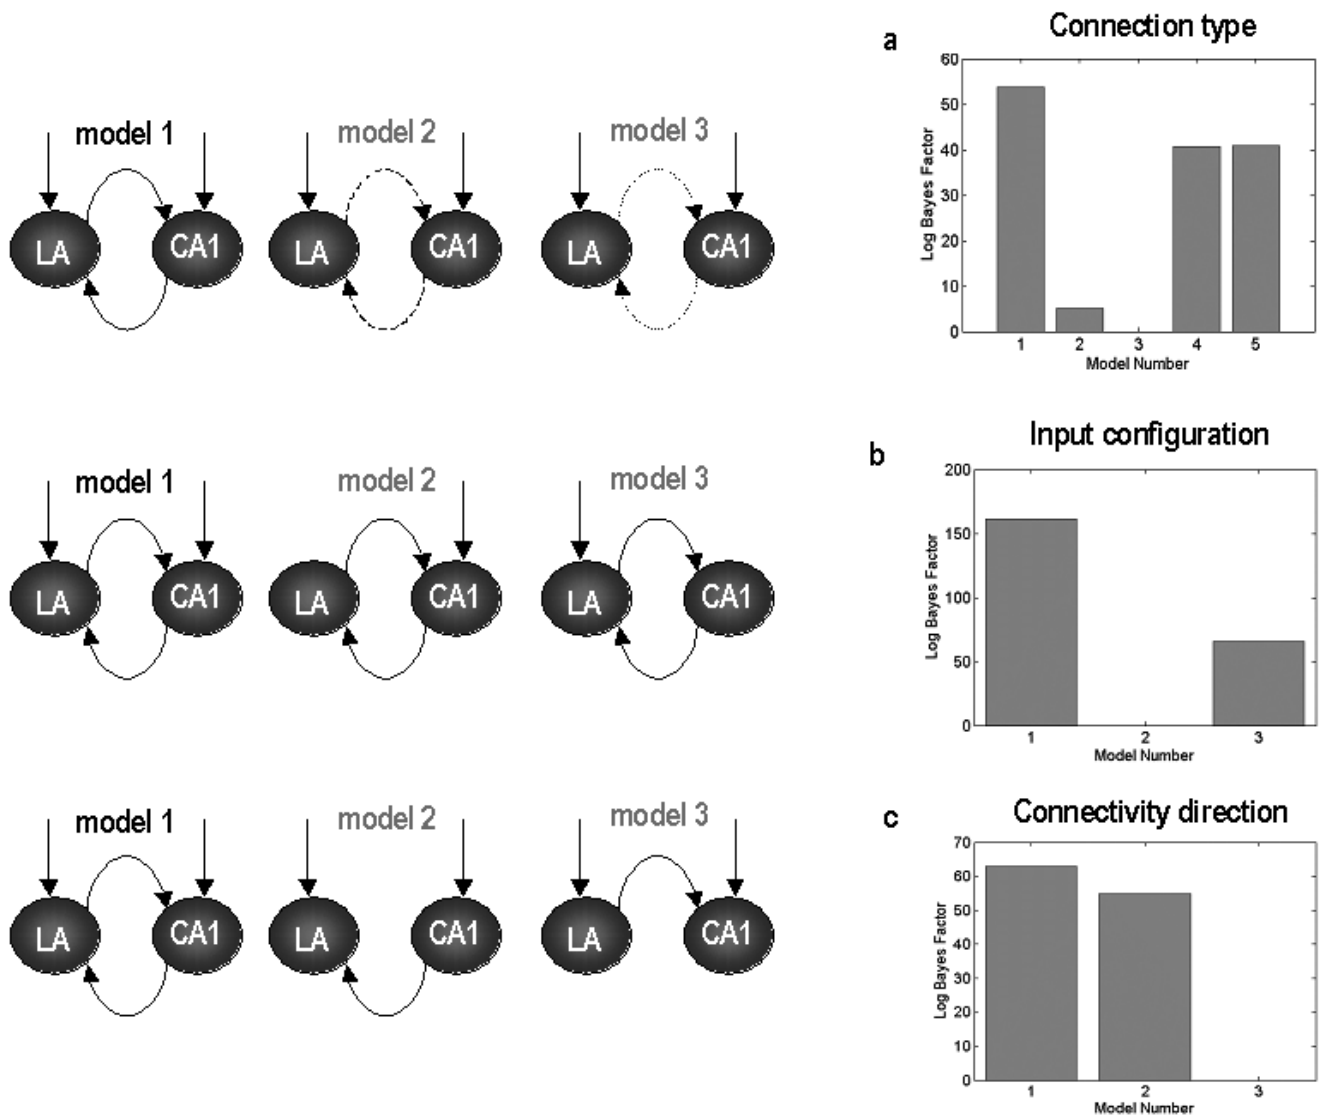 model 1
model 2
model 3
LA
CA1
LA
CA1
LA
CA1
a
Connection type
60
50
40
30
20
10
0
Log Bayes Factor
1 2 3 4 5
Model Number
model 1
model 2
model 3
LA
CA1
LA
CA1
LA
CA1
b
Input configuration
200
150
100
50
0
Log Bayes Factor
1 2 3
Model Number
model 1
model 2
model 3
LA
CA1
LA
CA1
LA
CA1
c
Connectivity direction
70
60
50
40
30
20
10
0
Log Bayes Factor
1 2 3
Model Number